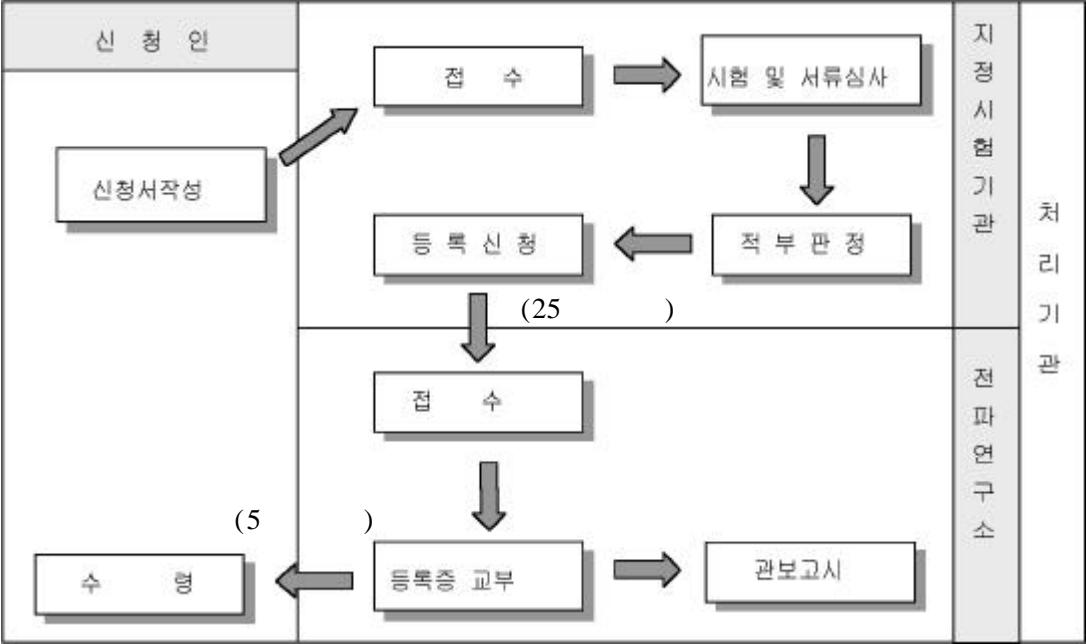 신 청 인
신청서작성
접 수
시험 및 서류심사
적 부 판 정
등 록 신 청
(25 )
접 수
(5 )
등록증 교부
관보고시
수 령
지정시험기관
전파연구소
처리기관